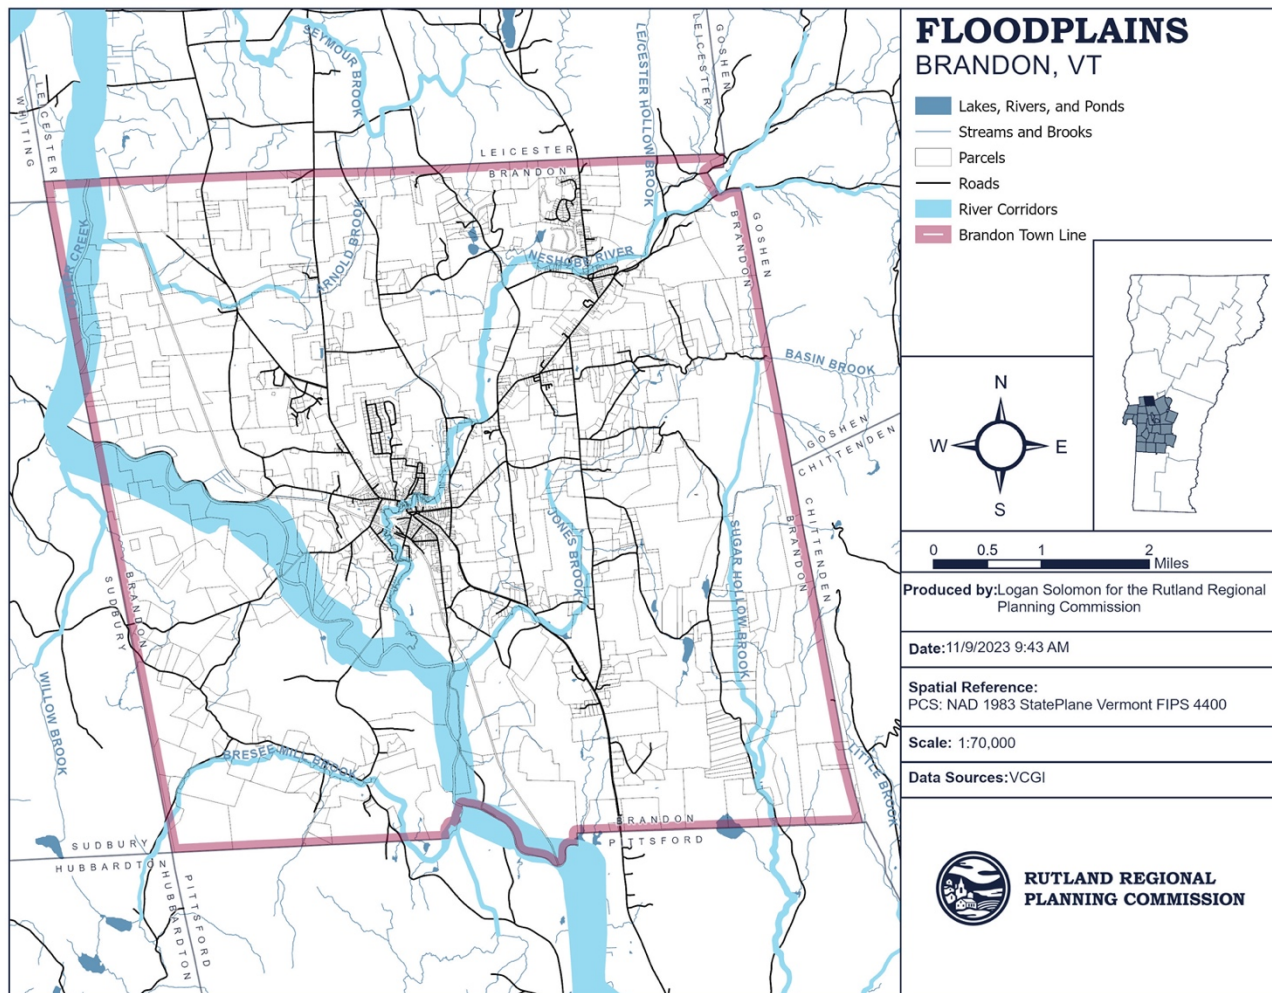 FLOODPLAINS
BRANDON, VT
Lakes, Rivers, and Ponds
Streams and Brooks
Parcels
Roads
River Corridors
Brandon Town Line
N
W
E
S
0 0.5 1 2
Miles
Produced by:Logan Solomon for the Rutland Regional
Planning Commission
Date:11/9/2023 9:43 AM
Spatial Reference:
PCS: NAD 1983 StatePlane Vermont FIPS 4400
Scale: 1:70,000
Data Sources:VCGI
RUTLAND REGIONAL
PLANNING COMMISSION
SEYMOUR BROOK
LEICESTER HOLLOW BROOK
LEICESTER
GOSHEN
LEICESTER
WHITING
LEICESTER
BRANDON
ARNOLD BROOK
NESHOBE RIVER
CREEK
BRANDON
GOSHEN
BASIN BROOK
GOSHEN
CHITTENDEN
JONES BROOK
SUGAR HOLLOW BROOK
CHITTENDEN
BRANDON
BRANDON
SUDBURY
WILLOW BROOK
BRESEE MILL BROOK
LITTLE BROOK
BRANDON
PITTSFORD
SUDBURY
HUBBARDTON
PITTSFORD
HUBBARDTON